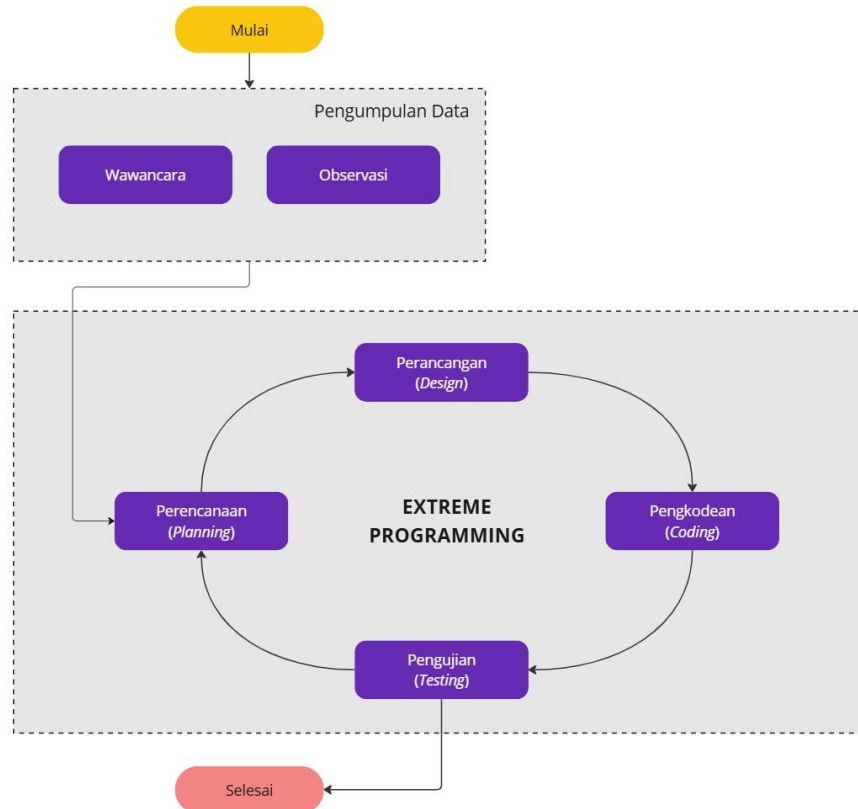 Mulai
Pengumpulan Data
Wawancara
Observasi
Perancangan
(Design)
Perencanaan
(Planning)
EXTREME
PROGRAMMING
Pengkodean
(Coding)
Pengujian
(Testing)
Selesai